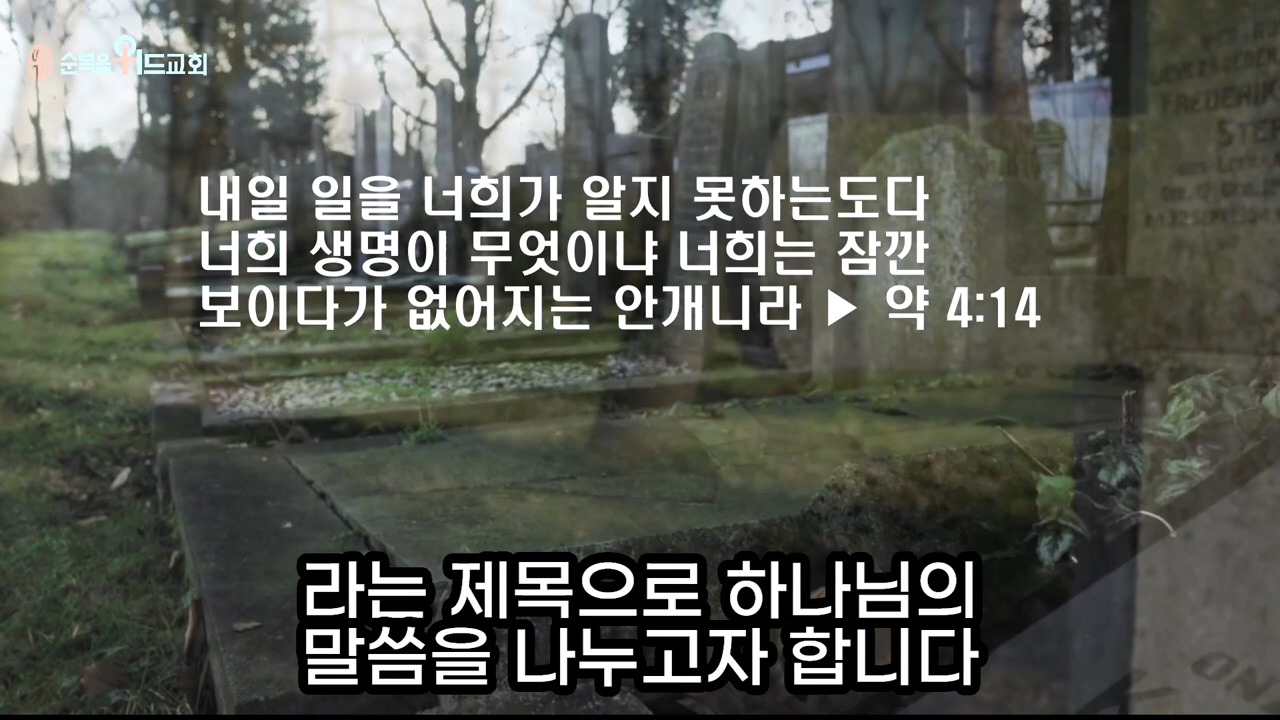 순복음위드교회
내일 일을 너희가 알지 못하는도다
너희 생명이 무엇이냐 너희는 잠깐
보이다가 없어지는 안개니라 ▶ 약 4:14
라는 제목으로 하나님의
말씀을 나누고자 합니다